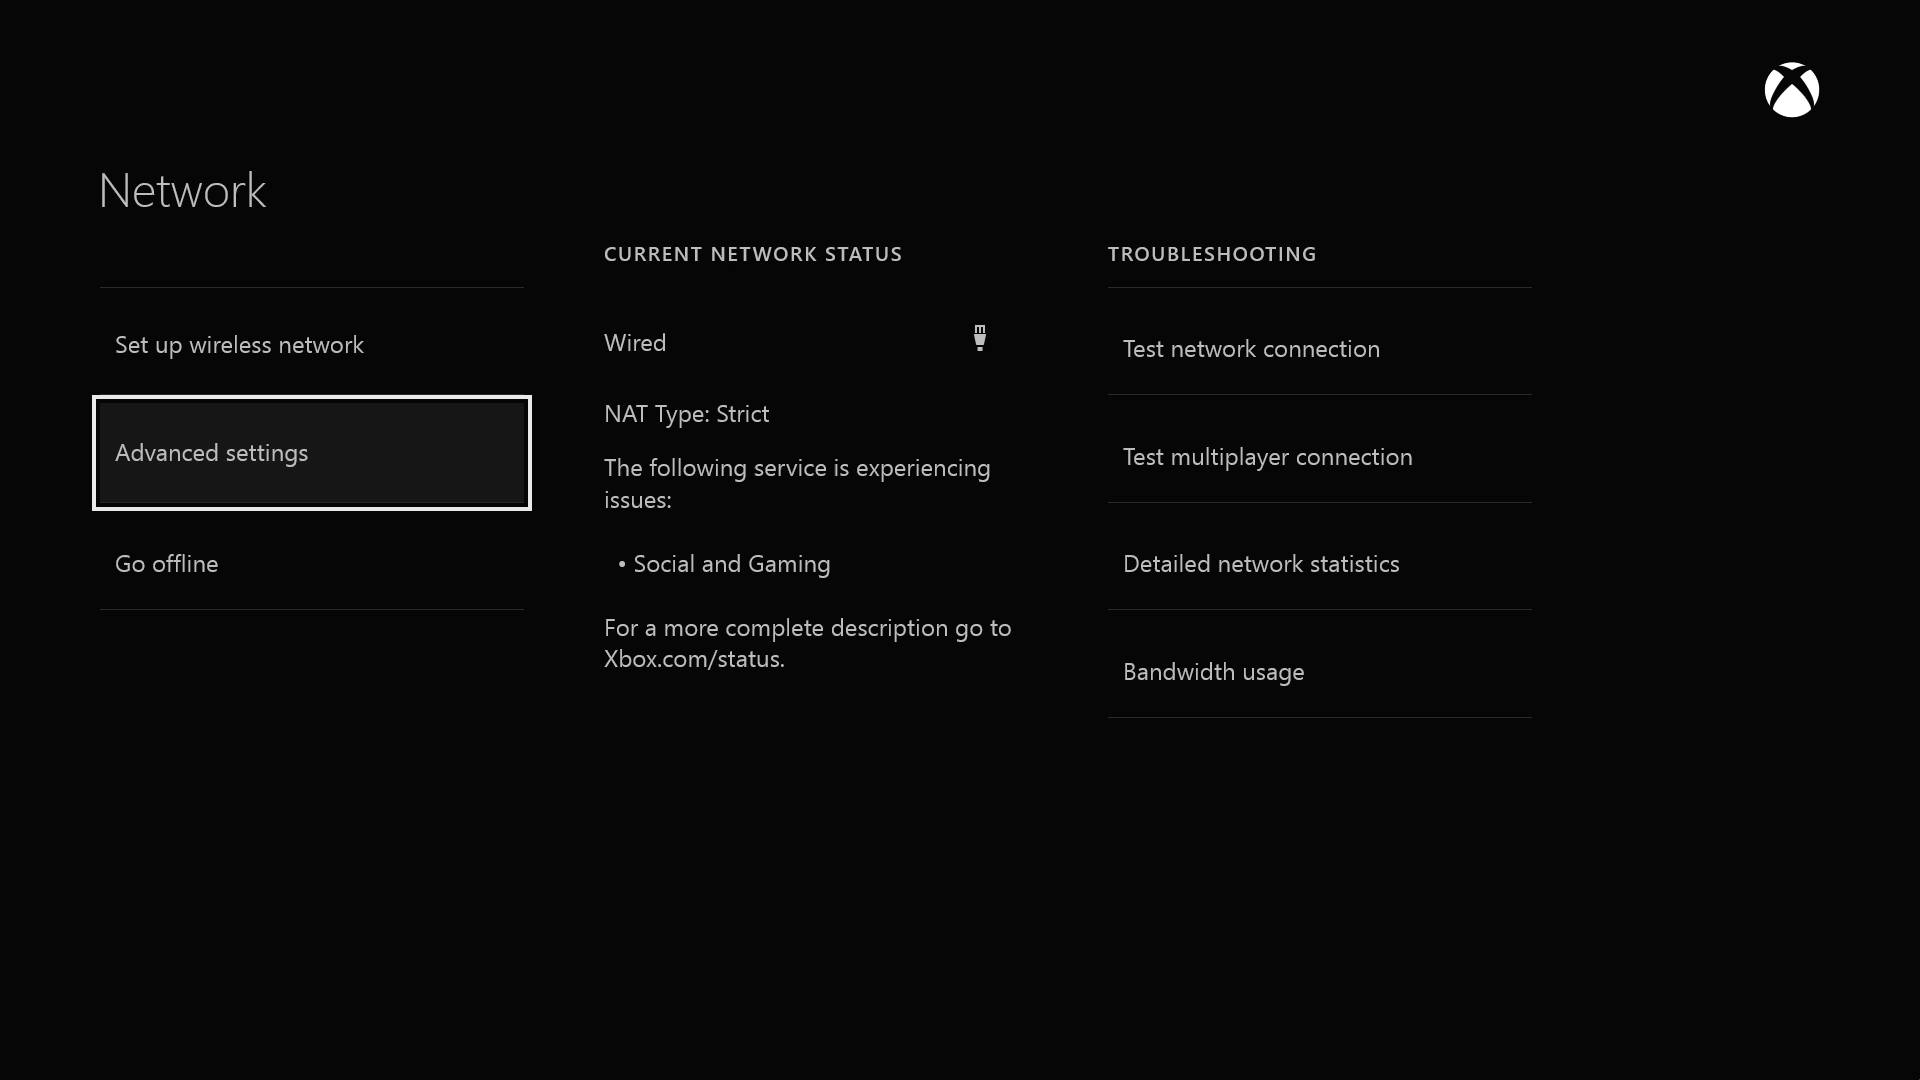 Network
Set up wireless network
Advanced settings
Go offline
CURRENT NETWORK STATUS
Wired
NAT Type: Strict
The following service is experiencing
issues:
• Social and Gaming
For a more complete description go to
Xbox.com/status.
TROUBLESHOOTING
Test network connection
Test multiplayer connection
Detailed network statistics
Bandwidth usage